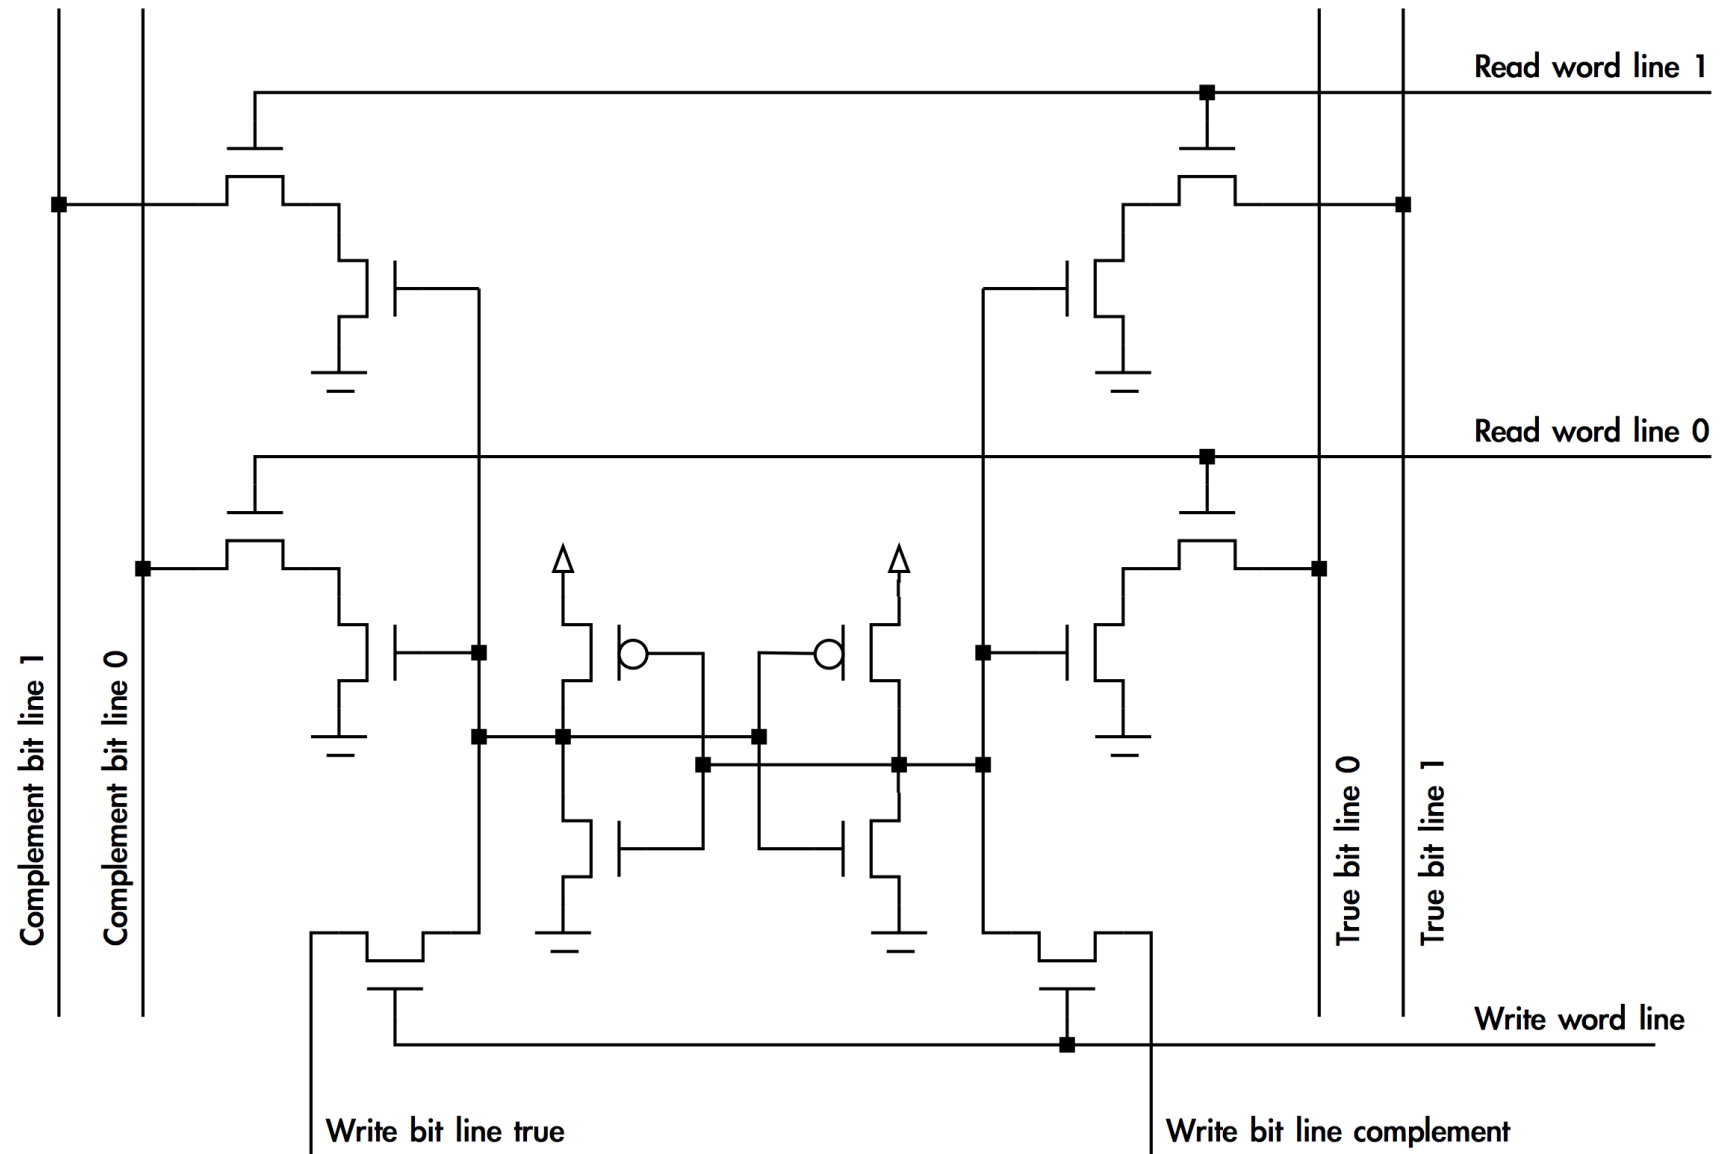 Read word line 1
Read word line 0
Complement bit line 1
Complement bit line 0
True bit line 0
True bit line 1
Write word line
Write bit line true
Write bit line complement